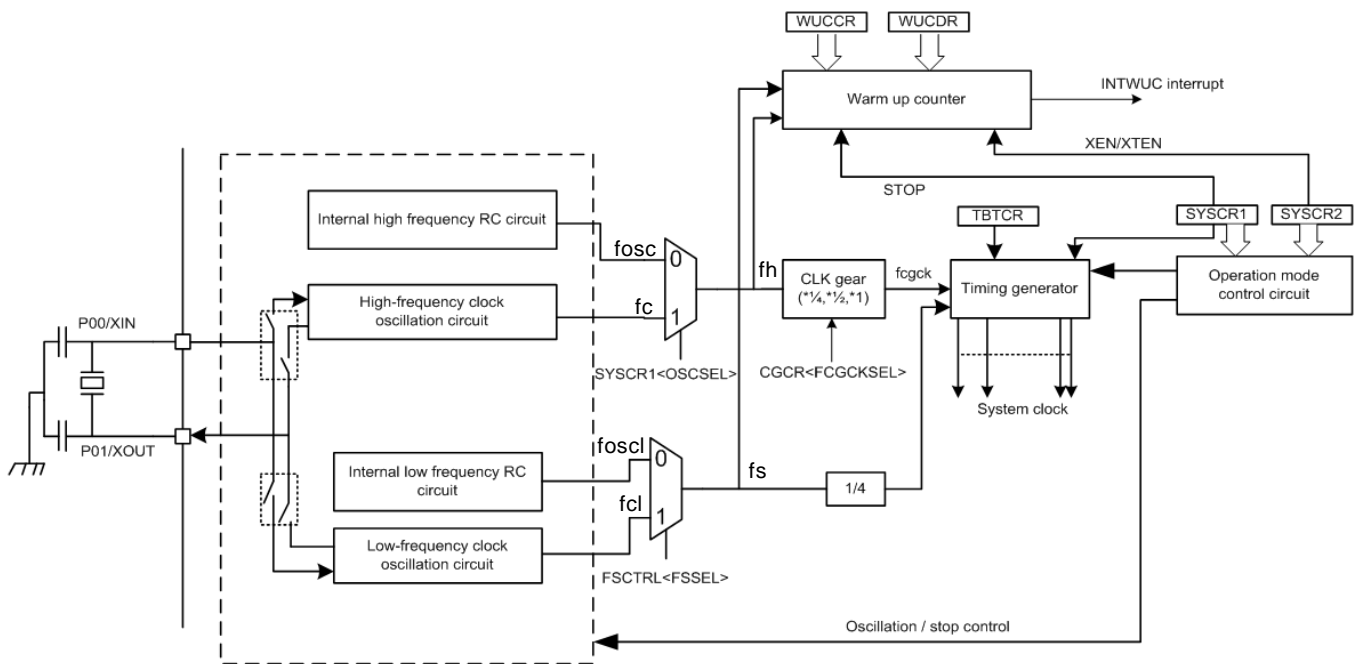 WUCCR
WUCDR
Warm up counter
INTWUC interrupt
XEN/XTEN
STOP
Internal high frequency RC circuit
fosc
0
TBTCR
SYSCR1
SYSCR2
fh
CLK gear
(*¼,*½,*1)
fcgck
Timing generator
Operation mode
control circuit
High-frequency clock
oscillation circuit
fc
1
P00/XIN
SYSCR1<OSCSEL>
CGCR<FCGCKSEL>
System clock
P01/XOUT
foscl
0
Internal low frequency RC
circuit
fs
1/4
fcl
1
Low-frequency clock
oscillation circuit
FSCTRL<FSSEL>
Oscillation / stop control